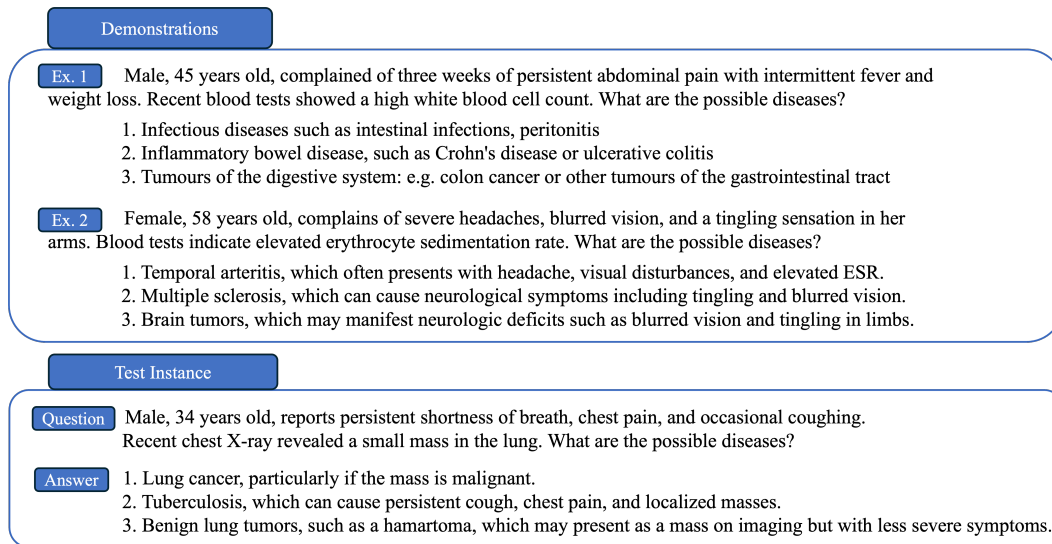 Demonstrations
Ex. 1 Male, 45 years old, complained of three weeks of persistent abdominal pain with intermittent fever and
weight loss. Recent blood tests showed a high white blood cell count. What are the possible diseases?
1. Infectious diseases such as intestinal infections, peritonitis
2. Inflammatory bowel disease, such as Crohn's disease or ulcerative colitis
3. Tumours of the digestive system: e.g. colon cancer or other tumours of the gastrointestinal tract
Ex. 2 Female, 58 years old, complains of severe headaches, blurred vision, and a tingling sensation in her
arms. Blood tests indicate elevated erythrocyte sedimentation rate. What are the possible diseases?
1. Temporal arteritis, which often presents with headache, visual disturbances, and elevated ESR.
2. Multiple sclerosis, which can cause neurological symptoms including tingling and blurred vision.
3. Brain tumors, which may manifest neurologic deficits such as blurred vision and tingling in limbs.
Test Instance
Question Male, 34 years old, reports persistent shortness of breath, chest pain, and occasional coughing.
Recent chest X-ray revealed a small mass in the lung. What are the possible diseases?
Answer 1. Lung cancer, particularly if the mass is malignant.
2. Tuberculosis, which can cause persistent cough, chest pain, and localized masses.
3. Benign lung tumors, such as a hamartoma, which may present as a mass on imaging but with less severe symptoms.